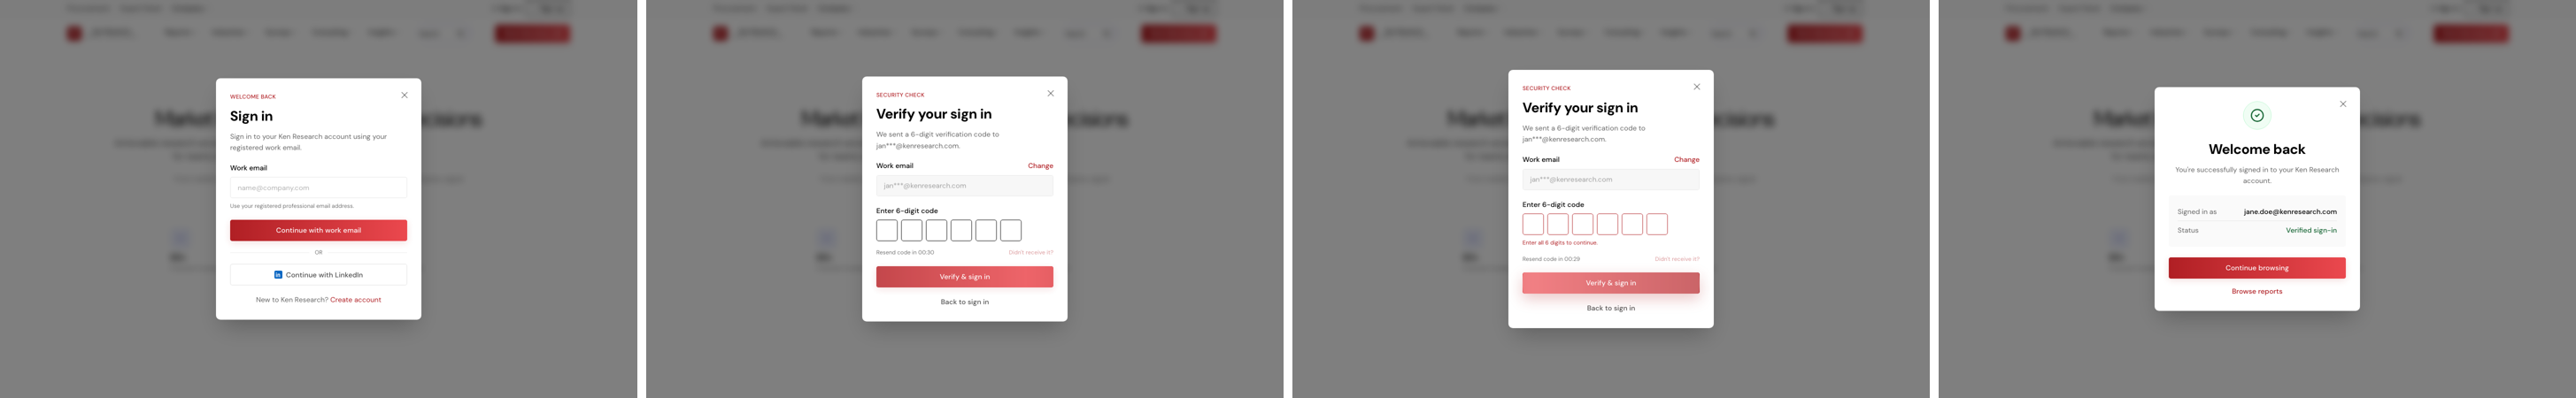 WELCOME BACK
Sign in
Sign in to your Ken Research account using your
registered work email.
Work email
name@company.com
Use your registered professional email address.
Continue with work email
OR
in Continue with LinkedIn
New to Ken Research? Create account
SECURITY CHECK
Verify your sign in
We sent a 6-digit verification code to
jan***@kenresearch.com.
Work email Change
jan***@kenresearch.com
Enter 6-digit code
Resend code in 00:30 Didn't receive it?
Verify & sign in
Back to sign in
SECURITY CHECK
Verify your sign in
We sent a 6-digit verification code to
jan***@kenresearch.com.
Work email Change
jan***@kenresearch.com
Enter 6-digit code
Enter all 6 digits to continue.
Resend code in 00:29 Didn't receive it?
Verify & sign in
Back to sign in
Welcome back
You're successfully signed in to your Ken Research
account.
Signed in as jane.doe@kenresearch.com
Status Verified sign-in
Continue browsing
Browse reports